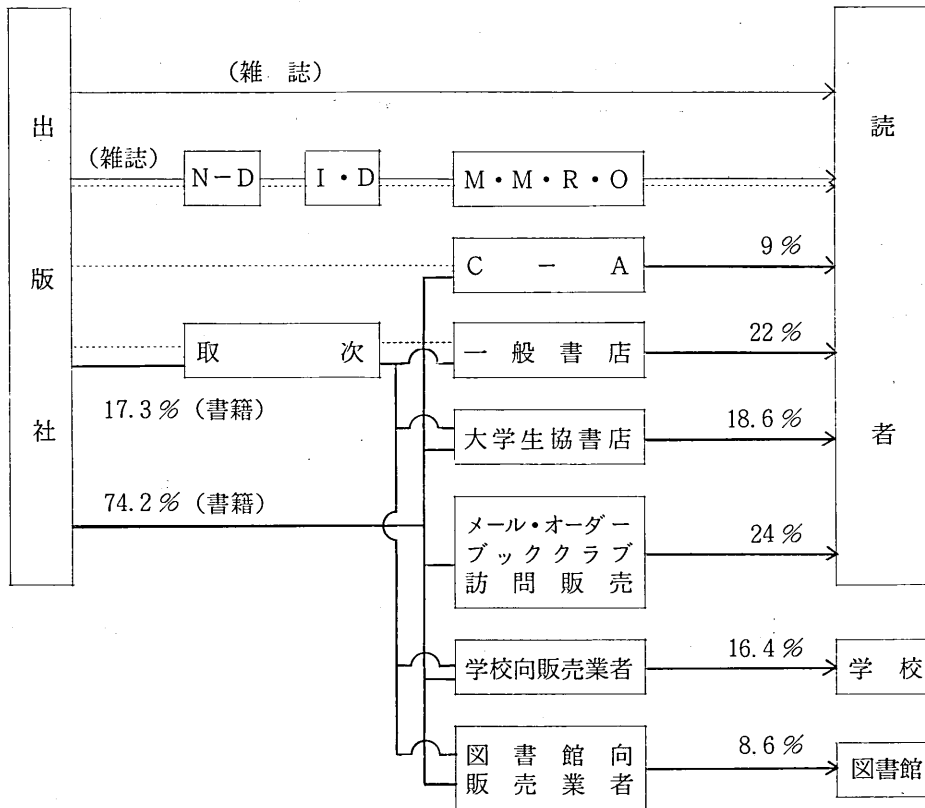 出版社
(雑誌)
読者
(雑誌)
N-D
I・D
M・M・R・O
C-A
9%
取次
一般書店
22%
17.3%(書籍)
大学生協書店
18.6%
74.2%(書籍)
メール・オーダー
ブッククラブ
訪問販売
24%
学校向販売業者
16.4%
学校
図書館向
販売業者
8.6%
図書館